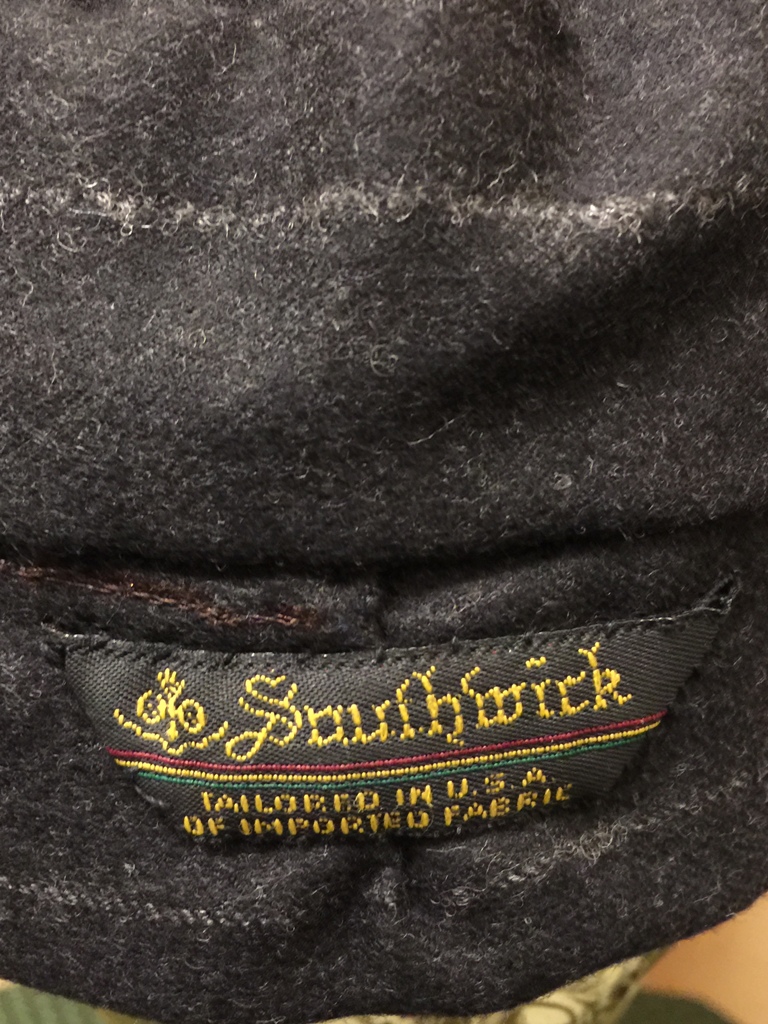 Southwick
TAILORED IN U.S.A.
OF IMPORTED FABRIC